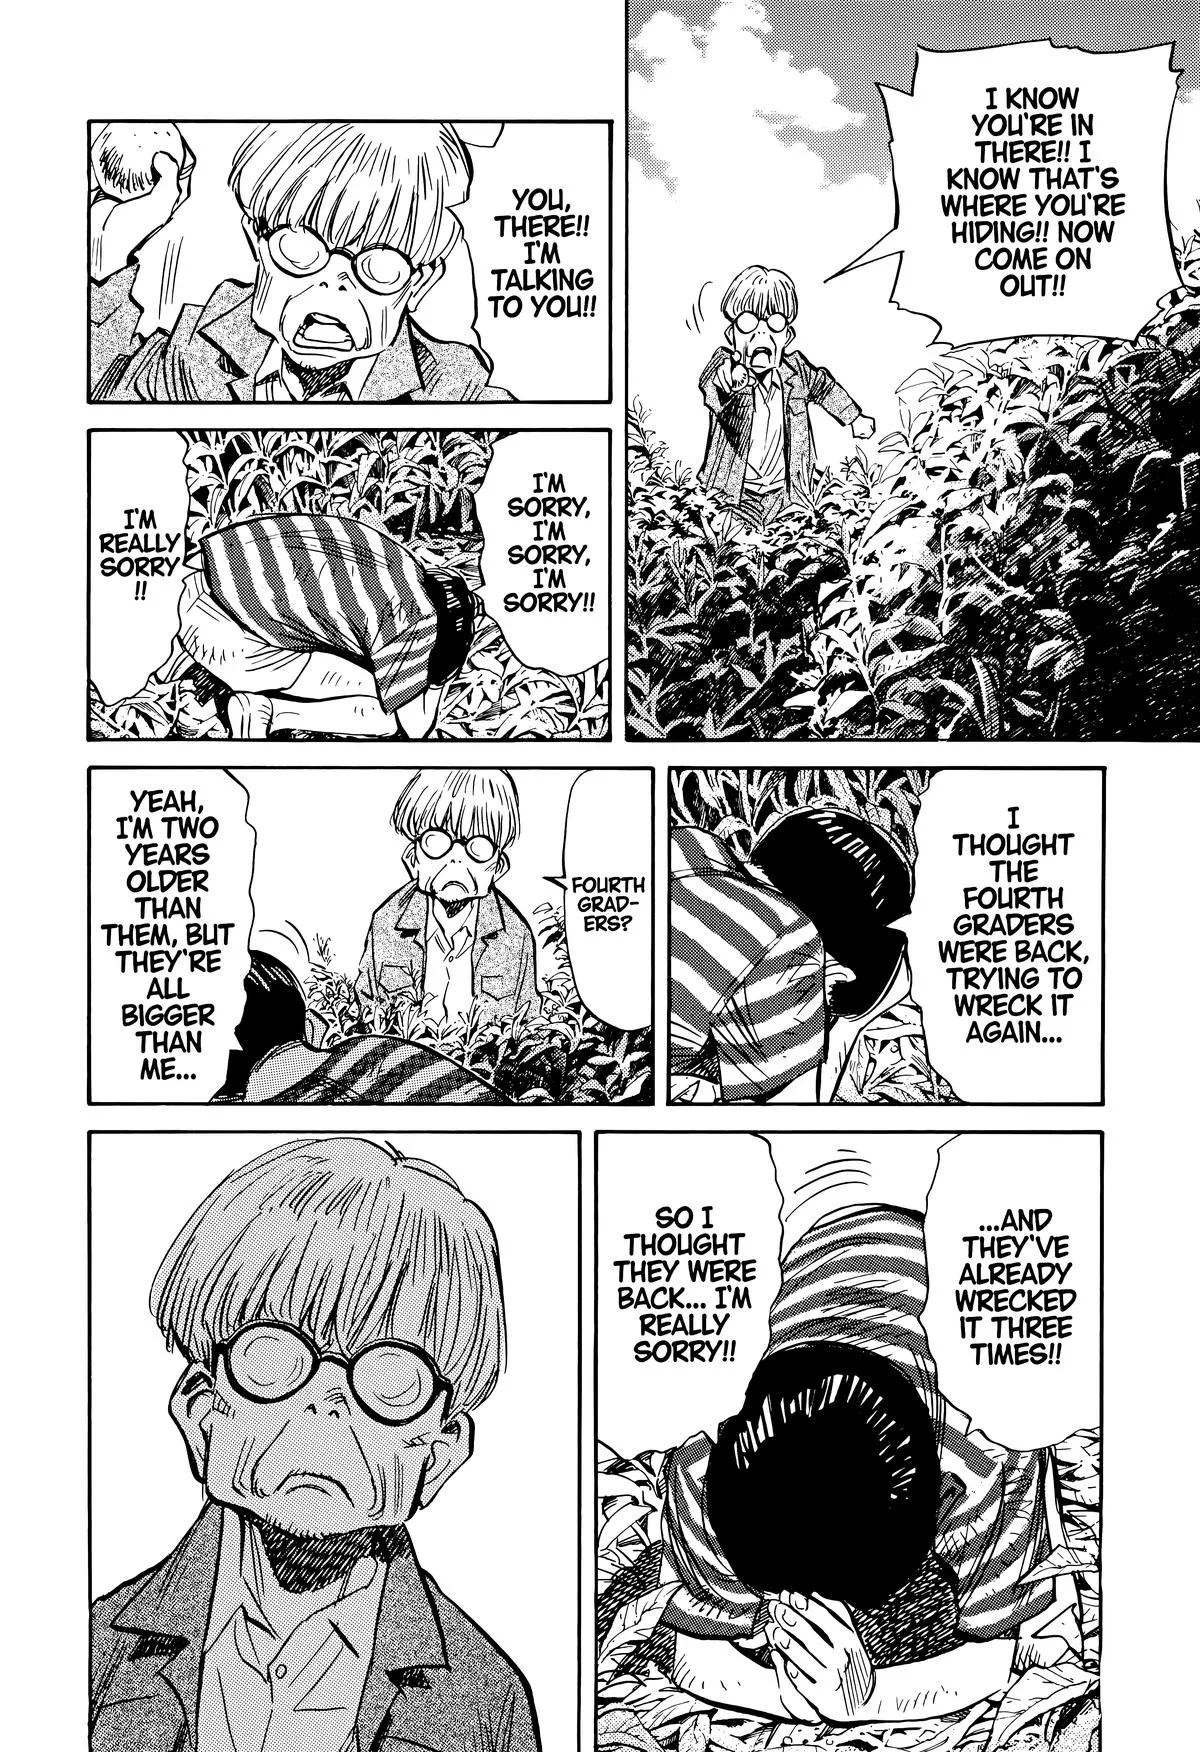 I KNOW
YOU'RE IN
THERE!! I
KNOW THAT'S
WHERE YOU'RE
HIDING!! NOW
COME ON
OUT!!
YOU,
THERE!!
I'M
TALKING
TO YOU!!
I'M
SORRY,
I'M
SORRY,
I'M
SORRY!!
I'M
REALLY
SORRY
!!
I
THOUGHT
THE
FOURTH
GRADERS
WERE BACK,
TRYING TO
WRECK IT
AGAIN...
FOURTH
GRAD-
ERS?
YEAH,
I'M TWO
YEARS
OLDER
THAN
THEM, BUT
THEY'RE
ALL
BIGGER
THAN
ME...
...AND
THEY'VE
ALREADY
WRECKED
IT THREE
TIMES!!
SO I
THOUGHT
THEY WERE
BACK... I'M
REALLY
SORRY!!